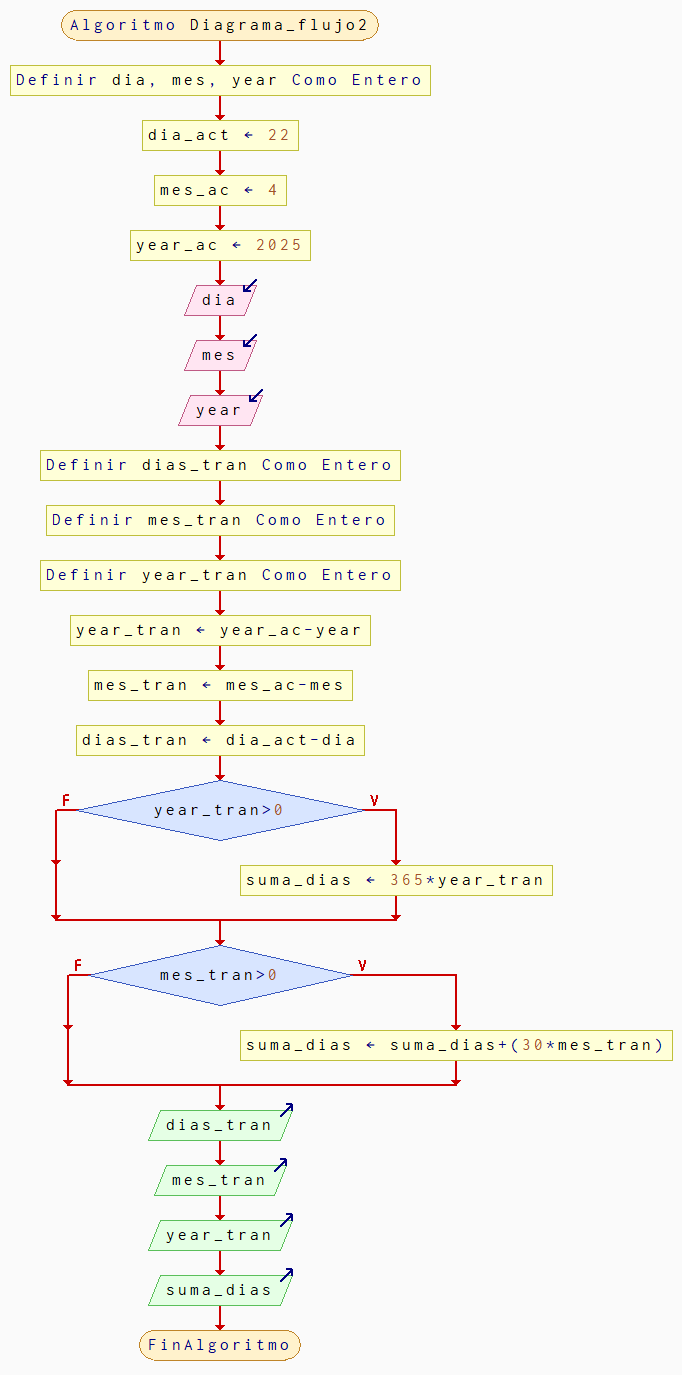 Algoritmo Diagrama_flujo2
Definir dia, mes, year Como Entero
dia_act ← 22
mes_ac ← 4
year_ac ← 2025
dia
mes
year
Definir dias_tran Como Entero
Definir mes_tran Como Entero
Definir year_tran Como Entero
year_tran ← year_ac-year
mes_tran ← mes_ac-mes
dias_tran ← dia_act-dia
F
V
year_tran>0
suma_dias ← 365*year_tran
F
V
mes_tran>0
suma_dias ← suma_dias+(30*mes_tran)
dias_tran
mes_tran
year_tran
suma_dias
FinAlgoritmo